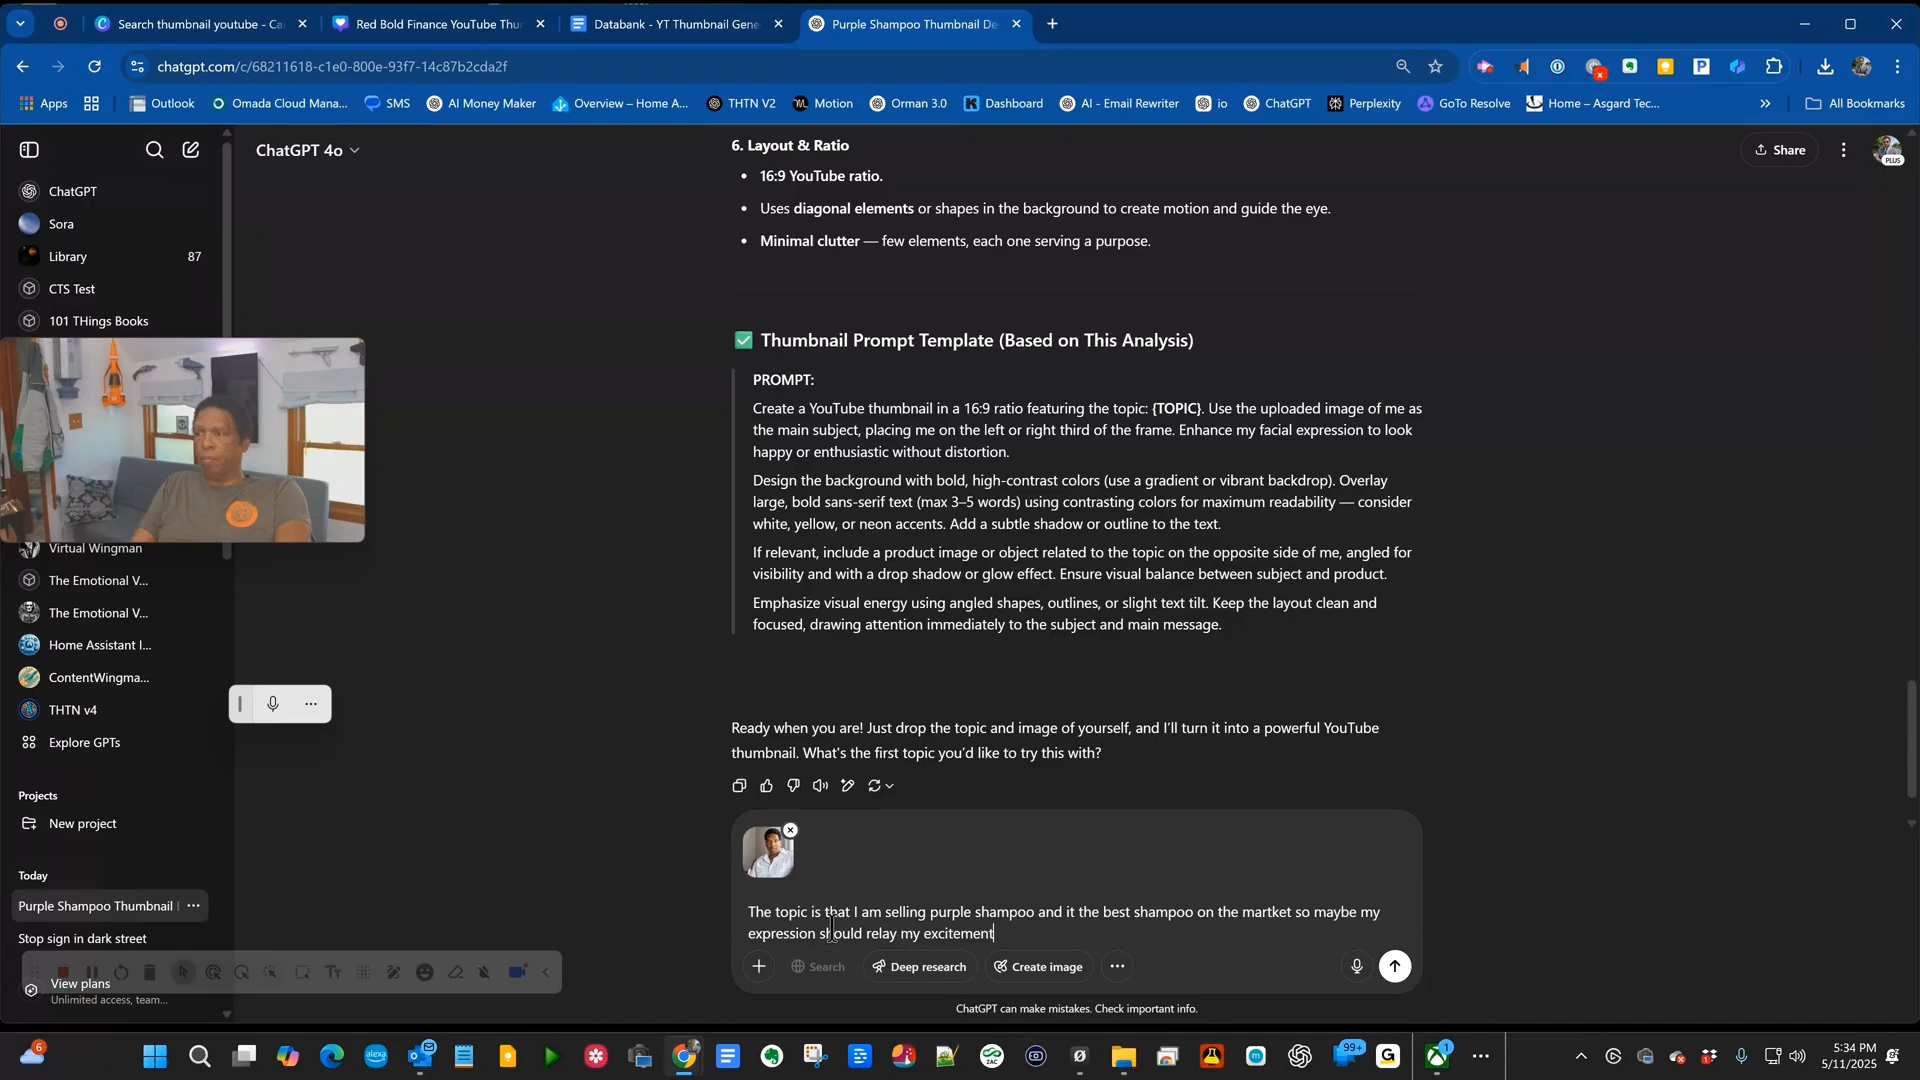 Search thumbnail youtube - Ca
Red Bold Finance YouTube Thu
Databank - YT Thumbnail Gene
Purple Shampoo Thumbnail De
chatgpt.com/c/68211618-c1e0-800e-93f7-14c87b2cda2f
Apps
Outlook
Omada Cloud Mana...
SMS
AI Money Maker
Overview – Home A...
THTN V2
Motion
Orman 3.0
Dashboard
AI - Email Rewriter
io
ChatGPT
Perplexity
GoTo Resolve
Home – Asgard Tec...
All Bookmarks
ChatGPT 4o
Share
PLUS
ChatGPT
Sora
Library 87
CTS Test
101 THings Books
Virtual Wingman
The Emotional V...
The Emotional V...
Home Assistant I...
ContentWingma...
THTN v4
Explore GPTs
Projects
New project
Today
Purple Shampoo Thumbnail
Stop sign in dark street
View plans
Unlimited access, team...
6. Layout & Ratio
• 16:9 YouTube ratio.
• Uses diagonal elements or shapes in the background to create motion and guide the eye.
• Minimal clutter — few elements, each one serving a purpose.
Thumbnail Prompt Template (Based on This Analysis)
PROMPT:
Create a YouTube thumbnail in a 16:9 ratio featuring the topic: {TOPIC}. Use the uploaded image of me as
the main subject, placing me on the left or right third of the frame. Enhance my facial expression to look
happy or enthusiastic without distortion.
Design the background with bold, high-contrast colors (use a gradient or vibrant backdrop). Overlay
large, bold sans-serif text (max 3–5 words) using contrasting colors for maximum readability — consider
white, yellow, or neon accents. Add a subtle shadow or outline to the text.
If relevant, include a product image or object related to the topic on the opposite side of me, angled for
visibility and with a drop shadow or glow effect. Ensure visual balance between subject and product.
Emphasize visual energy using angled shapes, outlines, or slight text tilt. Keep the layout clean and
focused, drawing attention immediately to the subject and main message.
Ready when you are! Just drop the topic and image of yourself, and I'll turn it into a powerful YouTube
thumbnail. What's the first topic you'd like to try this with?
The topic is that I am selling purple shampoo and it the best shampoo on the martket so maybe my
expression should relay my excitement
Search
Deep research
Create image
ChatGPT can make mistakes. Check important info.
6
99+
1
5:34 PM
5/11/2025